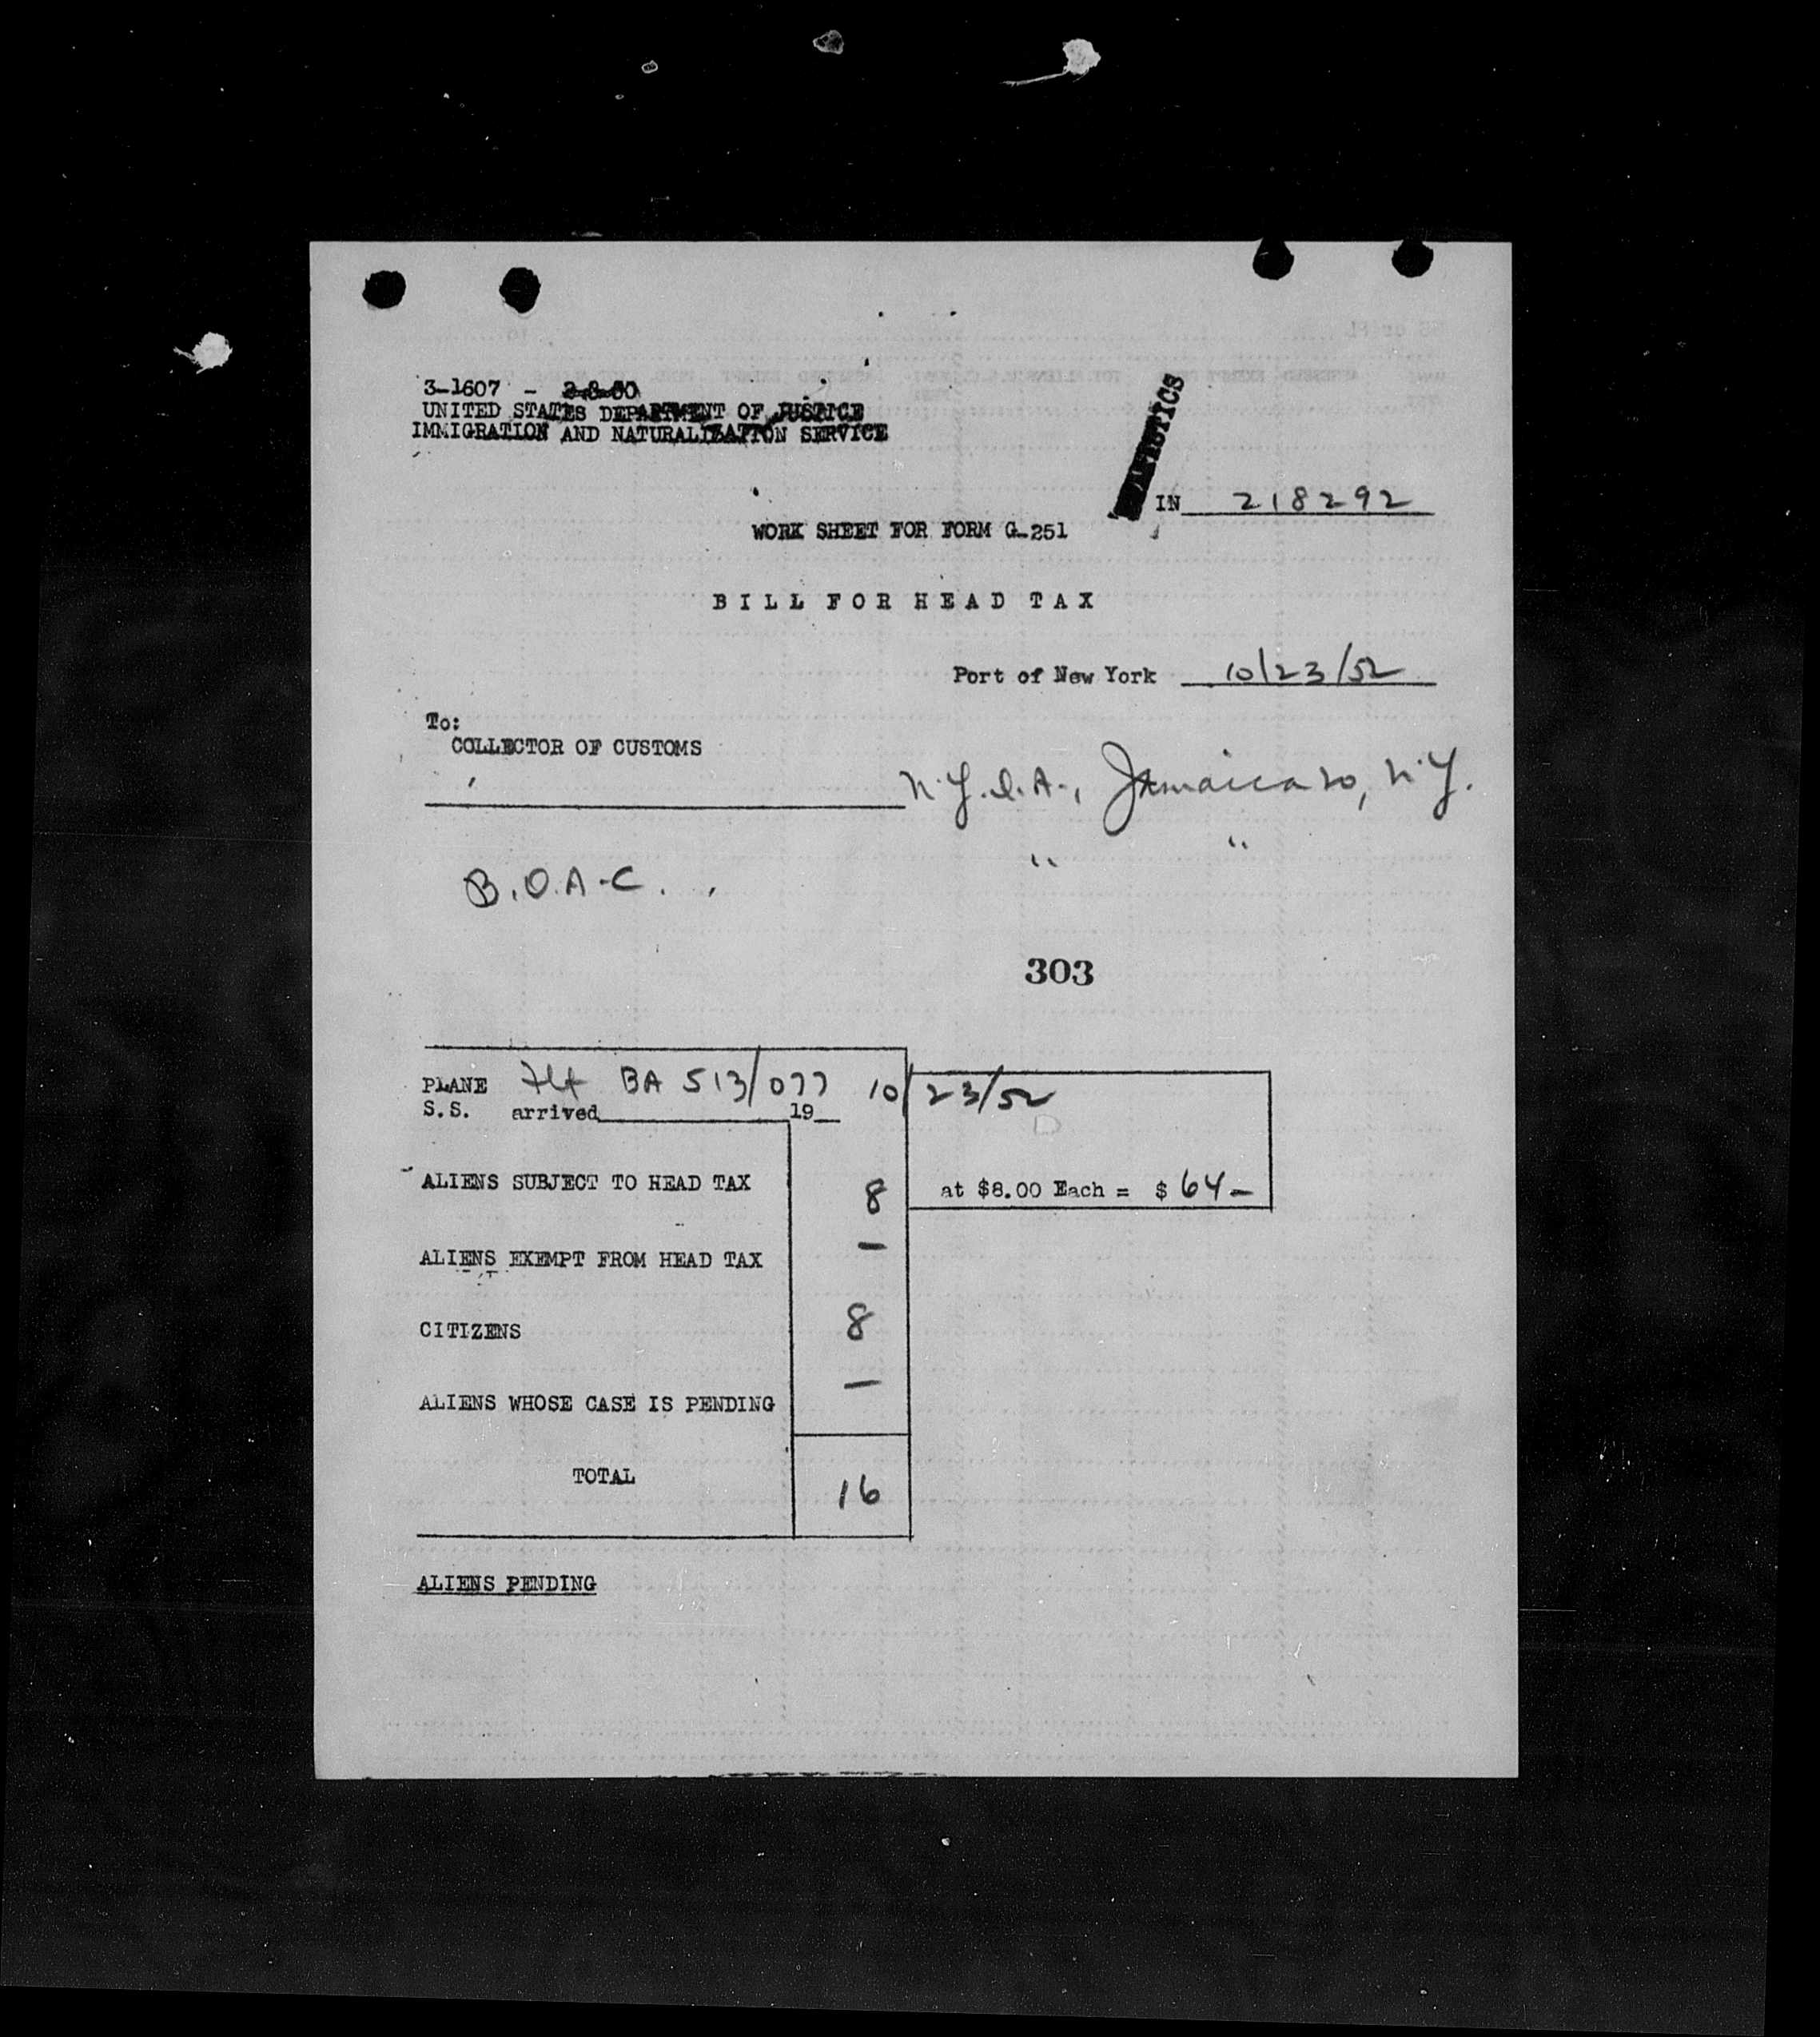 3-1607 - 2-8-50
UNITED STATES DEPARTMENT OF JUSTICE
IMMIGRATION AND NATURALIZATION SERVICE
IN 218292
WORK SHEET FOR FORM G-251
BILL FOR HEAD TAX
Port of New York 10/23/52
To:
COLLECTOR OF CUSTOMS
N.Y.I.A., Jamaica 20, N.Y.
B.O.A.C. " "
303
PLANE Flt BA 513/077 10/23/52
S.S. arrived 19
ALIENS SUBJECT TO HEAD TAX 8 at $8.00 Each = $ 64-
ALIENS EXEMPT FROM HEAD TAX -
CITIZENS 8
ALIENS WHOSE CASE IS PENDING -
TOTAL 16
ALIENS PENDING